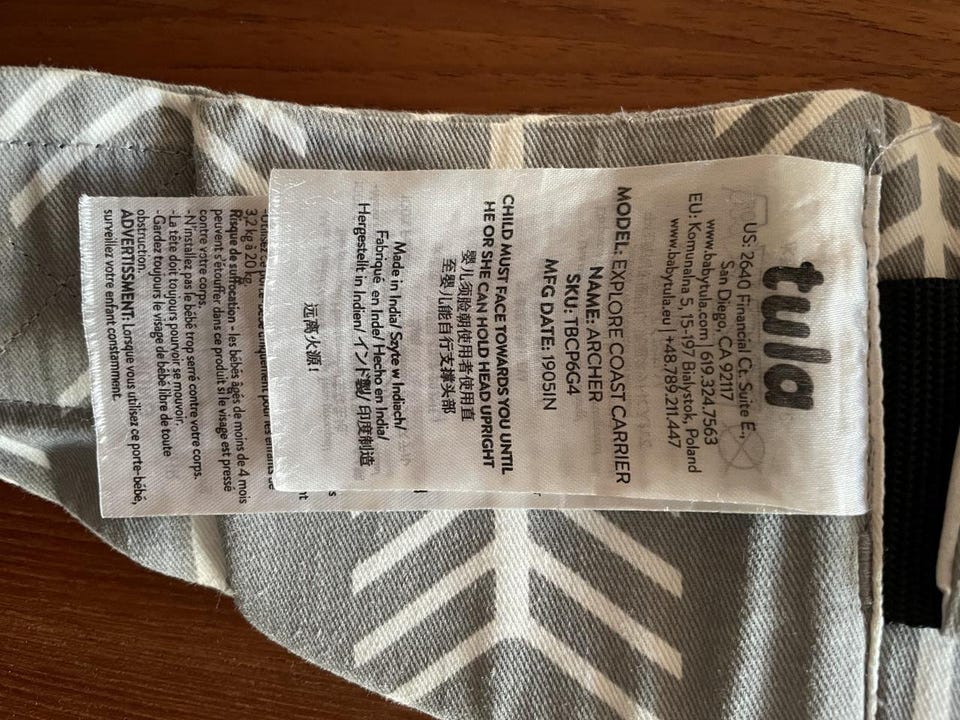 tula
US: 2640 Financial Ct. Suite E.
San Diego, CA 92117
www.babytula.com | 619.324.7563
EU: Komunalna 5, 15-197 Bialystok, Poland
www.babytula.eu | +48.789.211.447
MODEL: EXPLORE COAST CARRIER
NAME: ARCHER
SKU: TBCP6G4
MFG DATE: 1905IN
CHILD MUST FACE TOWARDS YOU UNTIL
HE OR SHE CAN HOLD HEAD UPRIGHT
婴儿须脸朝使用者使用直
至婴儿能自行支撑头部
Made in India/ Szyte w Indiach/
Fabriqué en Inde/ Hecho en India/
Hergestellt in Indien/ インド製/ 印度制造
远离火源!
3,2 kg à 20 kg.
Risque de suffocation - les bébés âgés de moins de 4 mois
peuvent s'étouffer dans ce produit si le visage est pressé
contre votre corps.
-N'installez pas le bébé trop serré contre votre corps.
-La tête doit toujours pouvoir se mouvoir.
-Gardez toujours le visage de bébé libre de toute
obstruction.
ADVERTISSMENT: Lorsque vous utilisez ce porte-bébé,
surveillez votre enfant constamment.